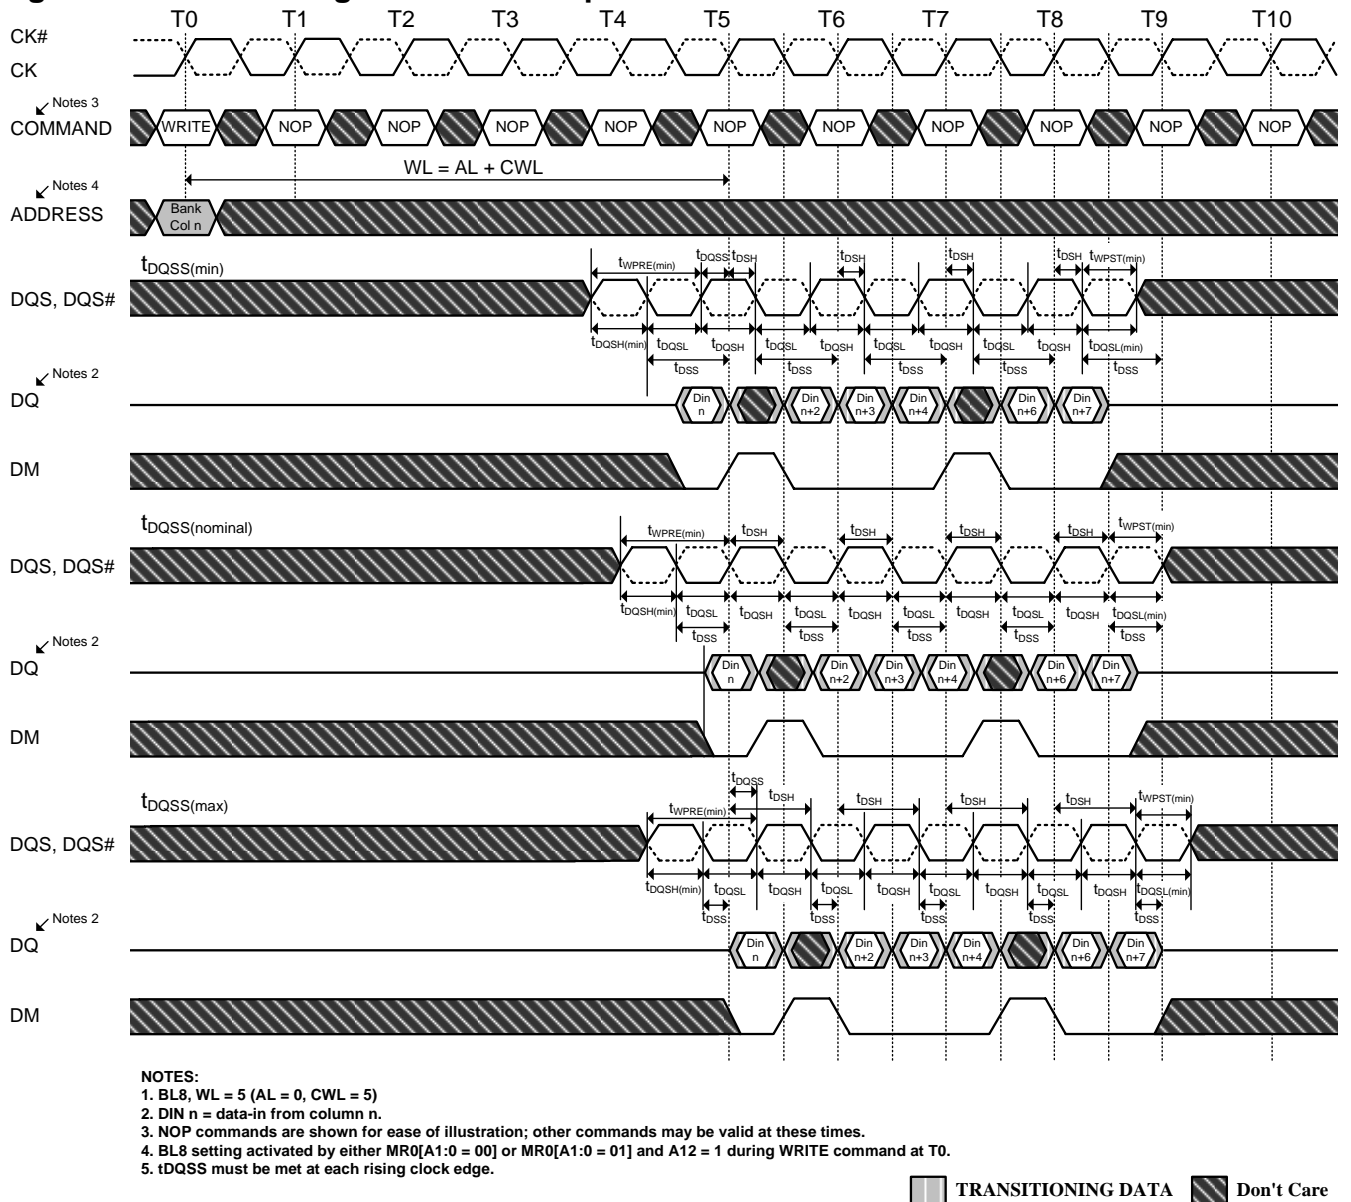 T0 T1 T2 T3 T4 T5 T6 T7 T8 T9 T10
CK#
CK
Notes 3
COMMAND WRITE NOP NOP NOP NOP NOP NOP NOP NOP NOP NOP
WL = AL + CWL
Notes 4
ADDRESS
Bank
Col n
tDQSS(min) tWPRE(min) tDQSS tDSH tDSH tDSH tDSH tWPST(min)
DQS, DQS#
tDQSH(min) tDQSL tDQSH tDQSL tDQSH tDQSL tDQSH tDQSL tDQSH tDQSL(min)
tDSS tDSS tDSS tDSS tDSS
Notes 2
DQ
Din n Din n+2 Din n+3 Din n+4 Din n+6 Din n+7
DM
tDQSS(nominal) tWPRE(min) tDSH tDSH tDSH tDSH tWPST(min)
DQS, DQS#
tDQSH(min) tDQSL tDQSH tDQSL tDQSH tDQSL tDQSH tDQSL tDQSH tDQSL(min)
tDSS tDSS tDSS tDSS tDSS
Notes 2
DQ
Din n Din n+2 Din n+3 Din n+4 Din n+6 Din n+7
DM
tDQSS
tDQSS(max) tWPRE(min) tDSH tDSH tDSH tDSH tWPST(min)
DQS, DQS#
tDQSH(min) tDQSL tDQSH tDQSL tDQSH tDQSL tDQSH tDQSL tDQSH tDQSL(min)
tDSS tDSS tDSS tDSS tDSS
Notes 2
DQ
Din n Din n+2 Din n+3 Din n+4 Din n+6 Din n+7
DM
NOTES:
1. BL8, WL = 5 (AL = 0, CWL = 5)
2. DIN n = data-in from column n.
3. NOP commands are shown for ease of illustration; other commands may be valid at these times.
4. BL8 setting activated by either MR0[A1:0 = 00] or MR0[A1:0 = 01] and A12 = 1 during WRITE command at T0.
5. tDQSS must be met at each rising clock edge.
TRANSITIONING DATA Don't Care